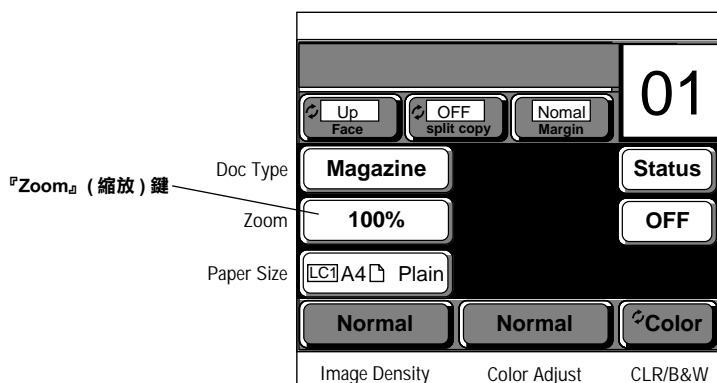 01
Up OFF Nomal
Face split copy Margin
Doc Type Magazine Status
『Zoom』( 縮放 ) 鍵
Zoom 100% OFF
Paper Size LC1 A4 Plain
Normal Normal Color
Image Density Color Adjust CLR/B&W